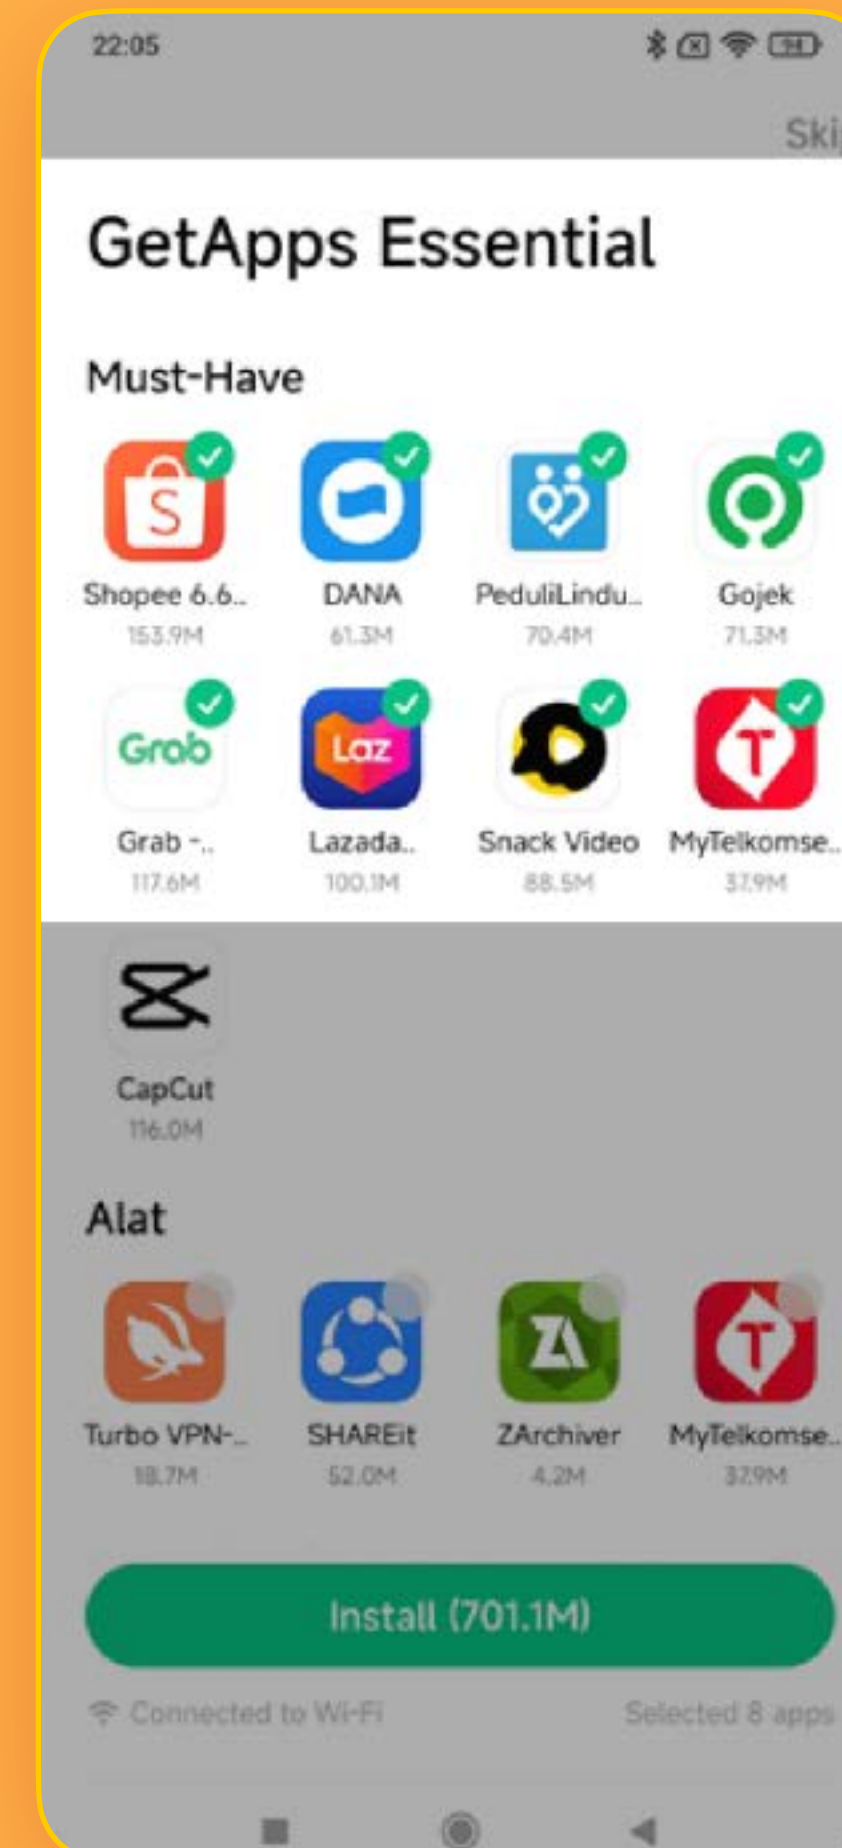 22:05
94
Skip
GetApps Essential
Must-Have
S
Shopee 6.6.. DANA PeduliLindu.. Gojek
153.9M 61.3M 70.4M 71.3M
Grab Laz T
Grab -.. Lazada.. Snack Video MyTelkomse..
117.6M 100.1M 88.5M 37.9M
CapCut
116.0M
Alat
ZA T
Turbo VPN-.. SHAREit ZArchiver MyTelkomse..
18.7M 52.0M 4.2M 37.9M
Install (701.1M)
Connected to Wi-Fi Selected 8 apps